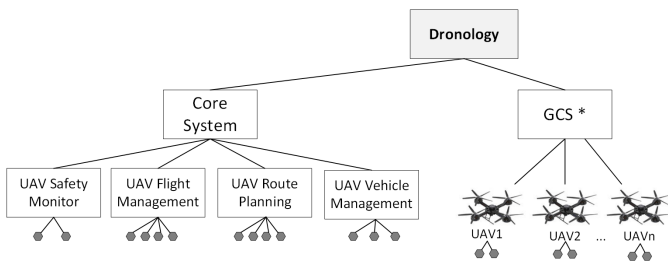 Dronology
Core
System
GCS *
UAV Safety
Monitor
UAV Flight
Management
UAV Route
Planning
UAV Vehicle
Management
UAV1
UAV2
...
UAVn